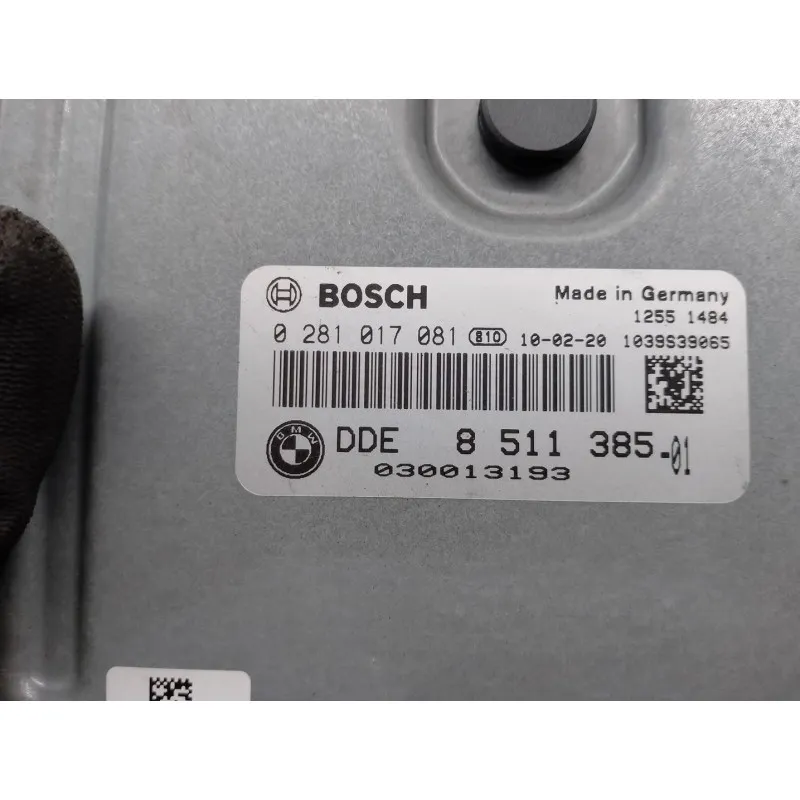 BOSCH Made in Germany
1255 1484
0 281 017 081 810 10-02-20 1039S39065
BMW DDE 8 511 385-01
030013193